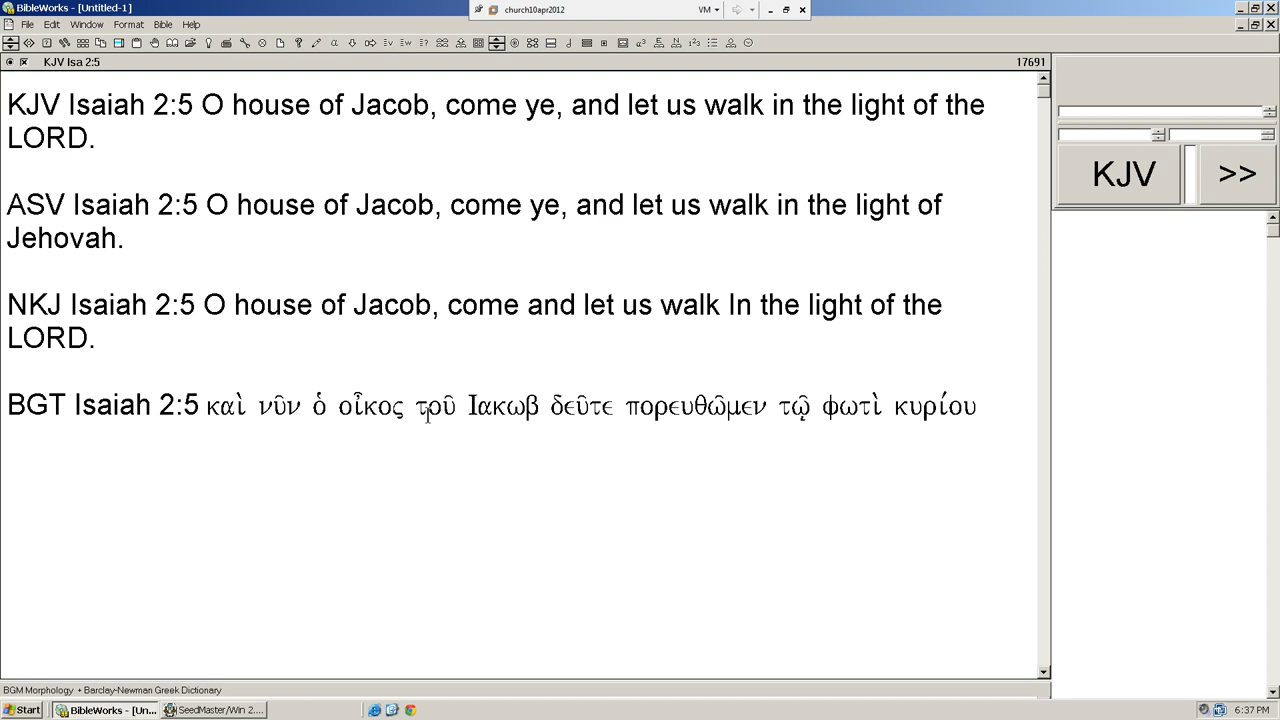 BibleWorks - [Untitled-1]
church10apr2012
VM
File Edit Window Format Bible Help
KJV Isa 2:5
17691
KJV Isaiah 2:5 O house of Jacob, come ye, and let us walk in the light of the
LORD.
ASV Isaiah 2:5 O house of Jacob, come ye, and let us walk in the light of
Jehovah.
NKJ Isaiah 2:5 O house of Jacob, come and let us walk In the light of the
LORD.
BGT Isaiah 2:5 καὶ νῦν ὁ οἶκος τοῦ Ιακωβ δεῦτε πορευθῶμεν τῷ φωτὶ κυρίου
KJV
>>
BGM Morphology + Barclay-Newman Greek Dictionary
Start
BibleWorks - [Un...
SeedMaster/Win 2....
6:37 PM